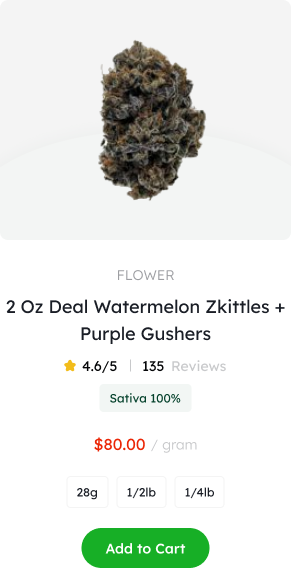 FLOWER
2 Oz Deal Watermelon Zkittles +
Purple Gushers
4.6/5 135 Reviews
Sativa 100%
$80.00 / gram
28g 1/2lb 1/4lb
Add to Cart